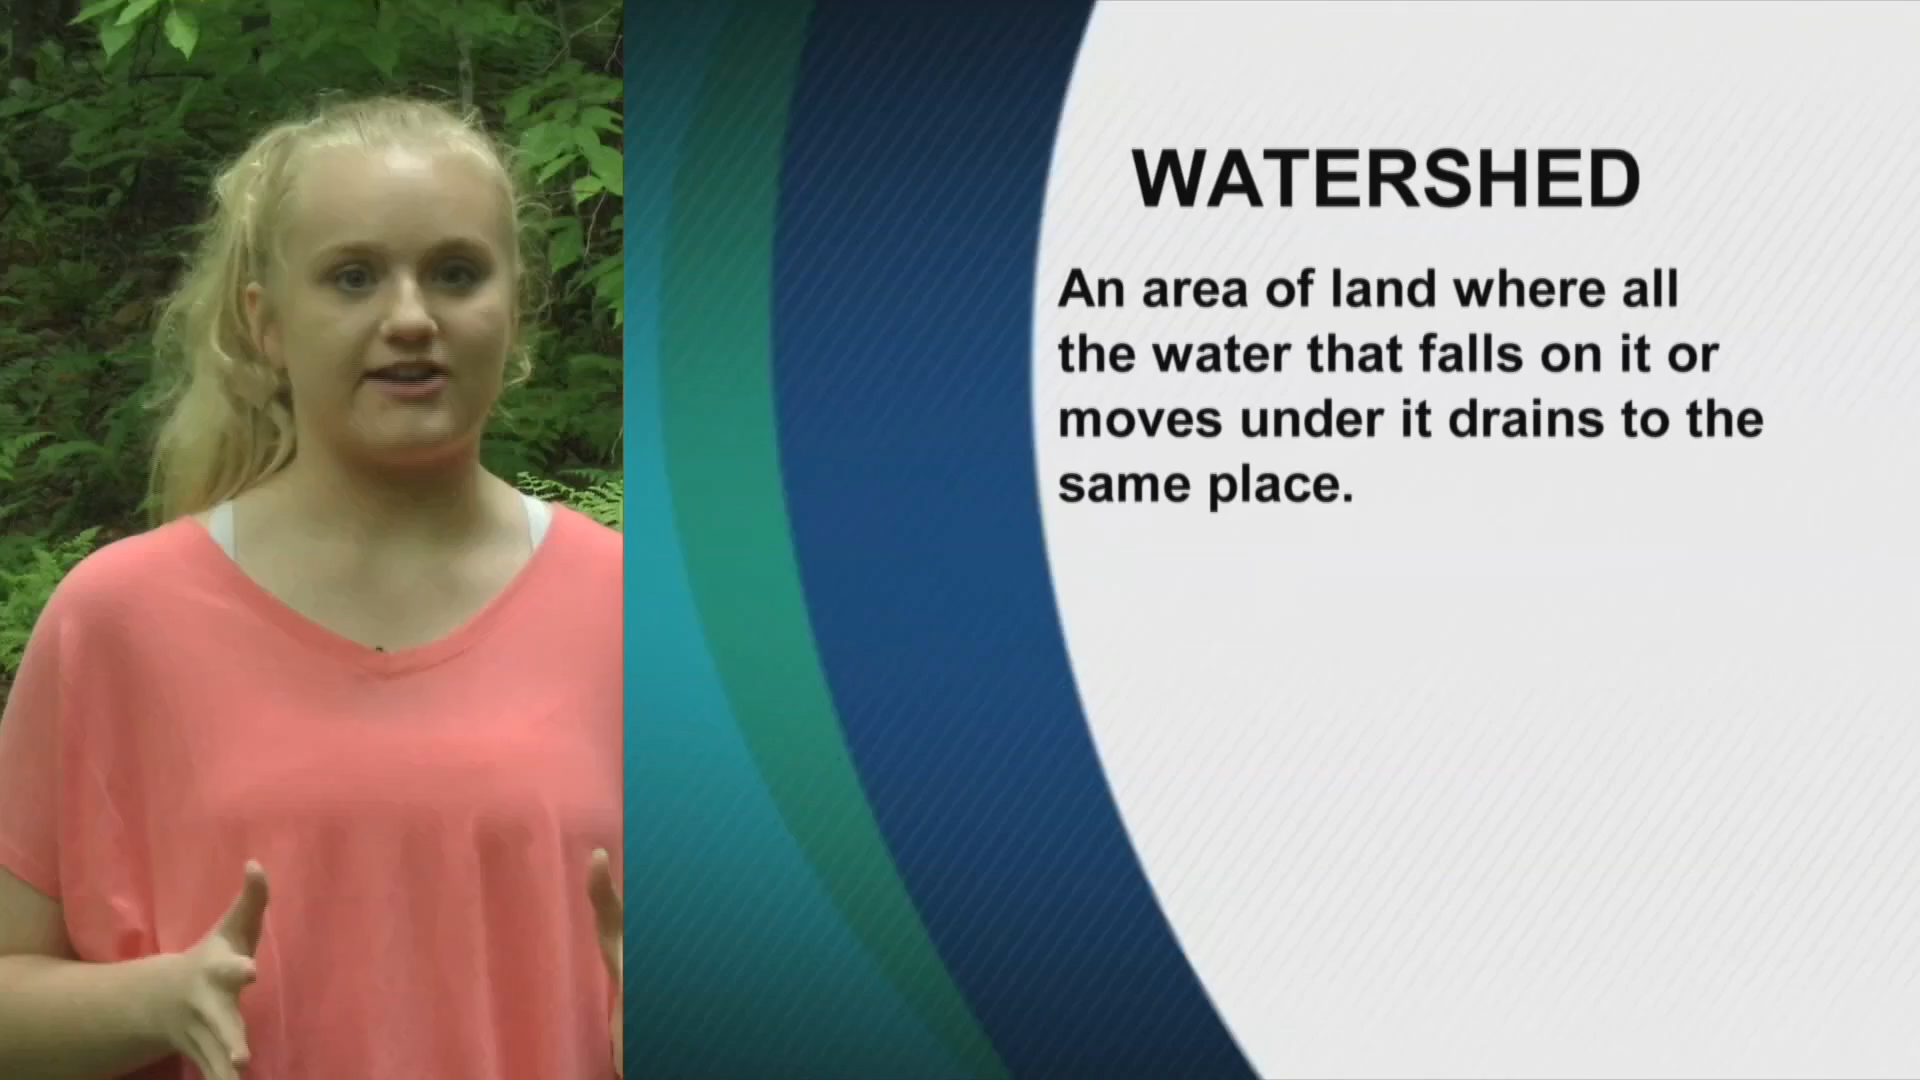 WATERSHED
An area of land where all
the water that falls on it or
moves under it drains to the
same place.